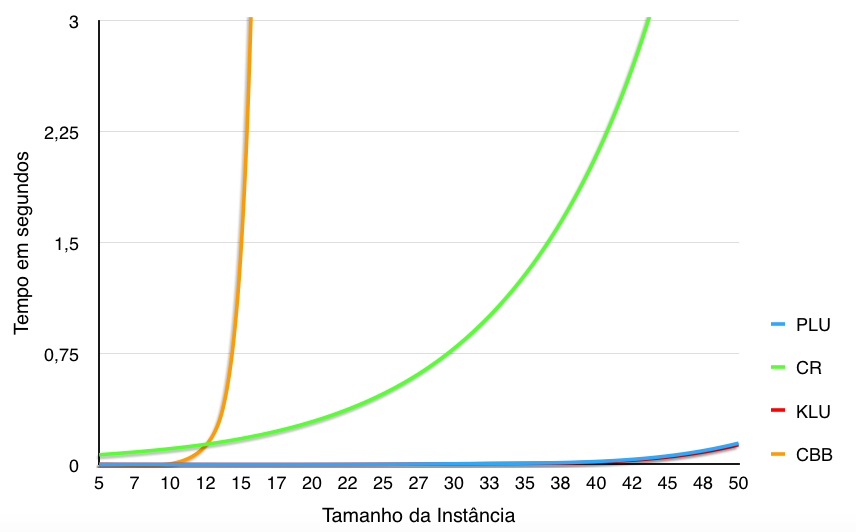 3
2,25
1,5
0,75
0
Tempo em segundos
5 7 10 12 15 17 20 22 25 27 30 33 35 38 40 42 45 48 50
Tamanho da Instância
PLU
CR
KLU
CBB